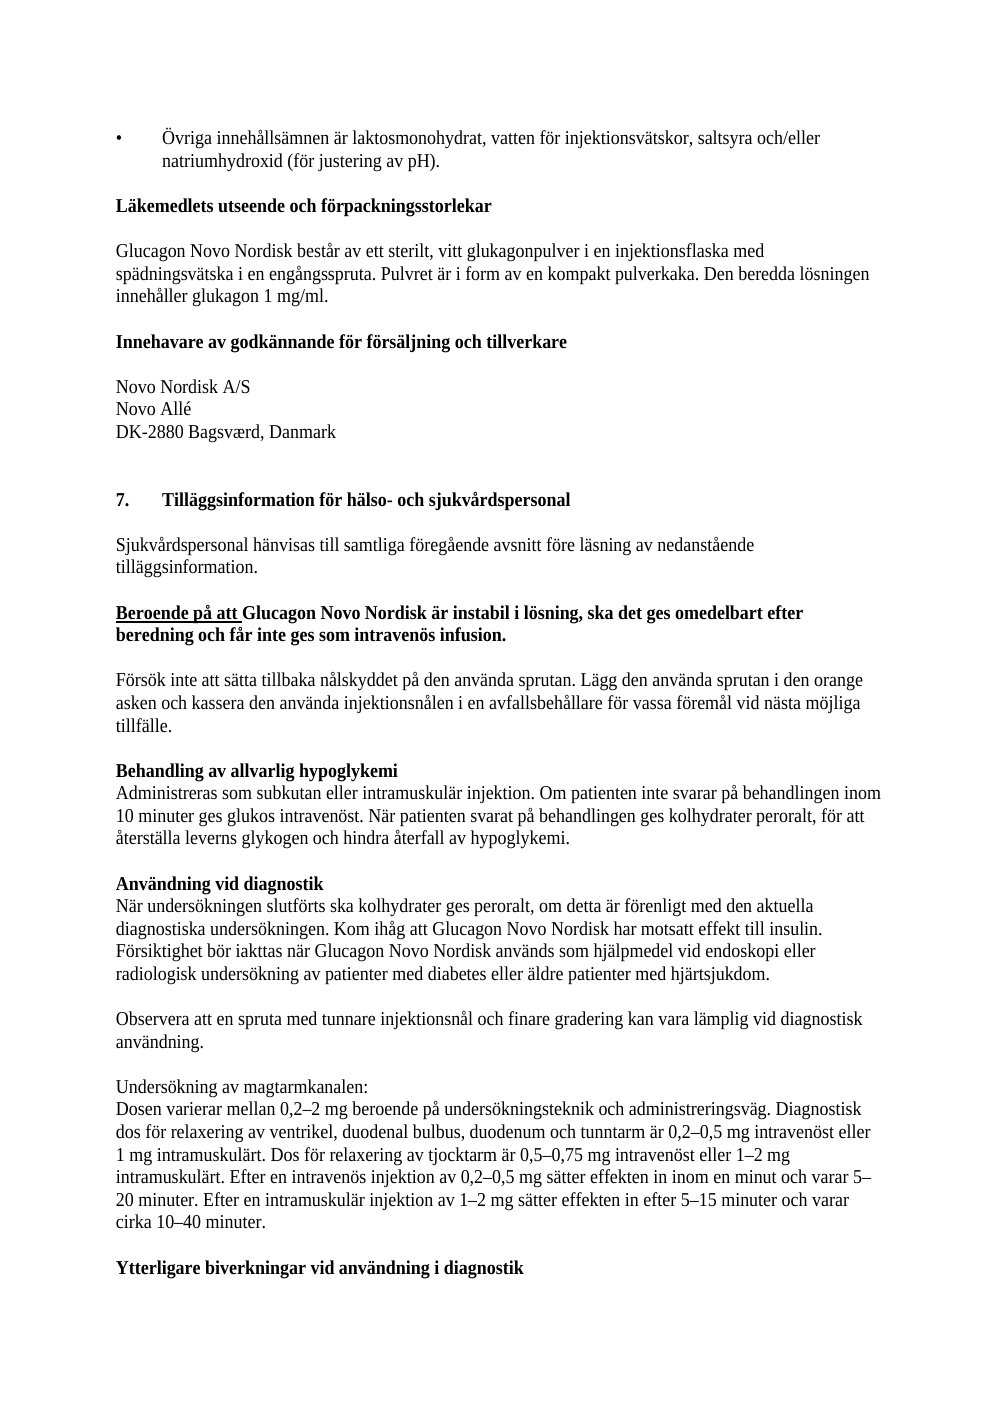 • Övriga innehållsämnen är laktosmonohydrat, vatten för injektionsvätskor, saltsyra och/eller
natriumhydroxid (för justering av pH).
Läkemedlets utseende och förpackningsstorlekar
Glucagon Novo Nordisk består av ett sterilt, vitt glukagonpulver i en injektionsflaska med
spädningsvätska i en engångsspruta. Pulvret är i form av en kompakt pulverkaka. Den beredda lösningen
innehåller glukagon 1 mg/ml.
Innehavare av godkännande för försäljning och tillverkare
Novo Nordisk A/S
Novo Allé
DK-2880 Bagsværd, Danmark
7. Tilläggsinformation för hälso- och sjukvårdspersonal
Sjukvårdspersonal hänvisas till samtliga föregående avsnitt före läsning av nedanstående
tilläggsinformation.
Beroende på att Glucagon Novo Nordisk är instabil i lösning, ska det ges omedelbart efter
beredning och får inte ges som intravenös infusion.
Försök inte att sätta tillbaka nålskyddet på den använda sprutan. Lägg den använda sprutan i den orange
asken och kassera den använda injektionsnålen i en avfallsbehållare för vassa föremål vid nästa möjliga
tillfälle.
Behandling av allvarlig hypoglykemi
Administreras som subkutan eller intramuskulär injektion. Om patienten inte svarar på behandlingen inom
10 minuter ges glukos intravenöst. När patienten svarat på behandlingen ges kolhydrater peroralt, för att
återställa leverns glykogen och hindra återfall av hypoglykemi.
Användning vid diagnostik
När undersökningen slutförts ska kolhydrater ges peroralt, om detta är förenligt med den aktuella
diagnostiska undersökningen. Kom ihåg att Glucagon Novo Nordisk har motsatt effekt till insulin.
Försiktighet bör iakttas när Glucagon Novo Nordisk används som hjälpmedel vid endoskopi eller
radiologisk undersökning av patienter med diabetes eller äldre patienter med hjärtsjukdom.
Observera att en spruta med tunnare injektionsnål och finare gradering kan vara lämplig vid diagnostisk
användning.
Undersökning av magtarmkanalen:
Dosen varierar mellan 0,2–2 mg beroende på undersökningsteknik och administreringsväg. Diagnostisk
dos för relaxering av ventrikel, duodenal bulbus, duodenum och tunntarm är 0,2–0,5 mg intravenöst eller
1 mg intramuskulärt. Dos för relaxering av tjocktarm är 0,5–0,75 mg intravenöst eller 1–2 mg
intramuskulärt. Efter en intravenös injektion av 0,2–0,5 mg sätter effekten in inom en minut och varar 5–
20 minuter. Efter en intramuskulär injektion av 1–2 mg sätter effekten in efter 5–15 minuter och varar
cirka 10–40 minuter.
Ytterligare biverkningar vid användning i diagnostik